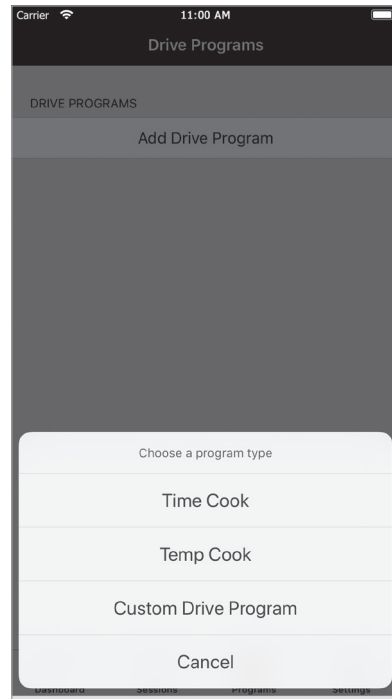 Carrier 11:00 AM
Drive Programs
DRIVE PROGRAMS
Add Drive Program
Choose a program type
Time Cook
Temp Cook
Custom Drive Program
Cancel
Dashboard Sessions Programs Settings